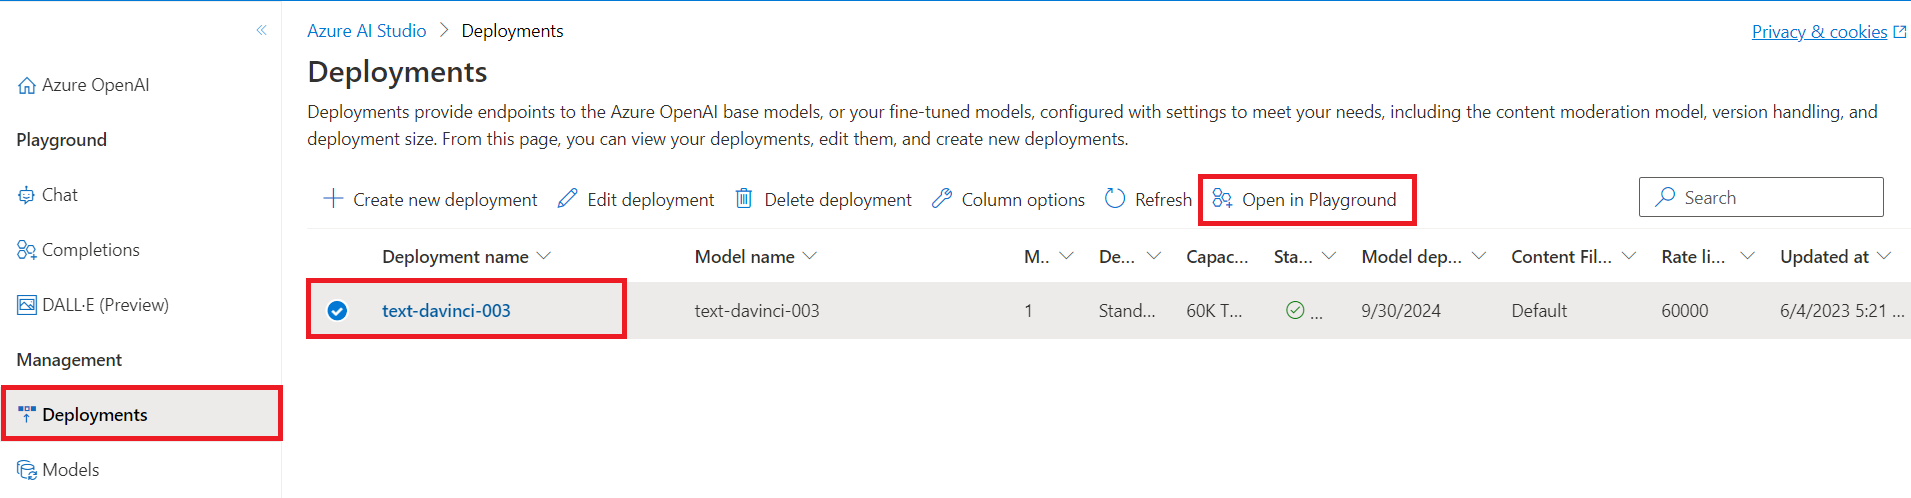 Azure AI Studio > Deployments
Privacy & cookies
Azure OpenAI
Playground
Chat
Completions
DALL·E (Preview)
Management
Deployments
Models
Deployments
Deployments provide endpoints to the Azure OpenAI base models, or your fine-tuned models, configured with settings to meet your needs, including the content moderation model, version handling, and
deployment size. From this page, you can view your deployments, edit them, and create new deployments.
Create new deployment Edit deployment Delete deployment Column options Refresh Open in Playground Search
Deployment name Model name M.. De... Capac... Sta... Model dep... Content Fil... Rate li... Updated at
text-davinci-003 text-davinci-003 1 Stand... 60K T... ... 9/30/2024 Default 60000 6/4/2023 5:21 ...